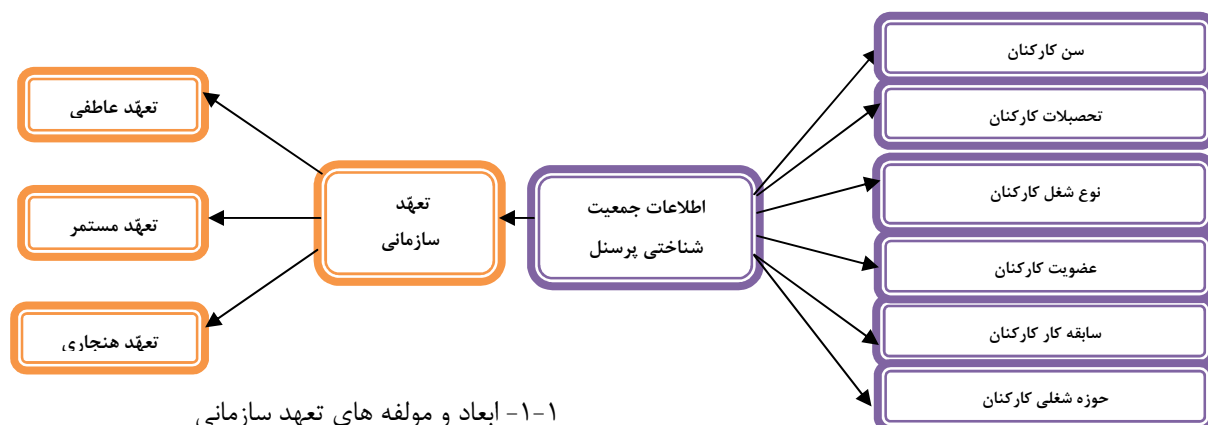 سن کارکنان
تحصبلات کارکنان
نوع شغل کارکنان
عضویت کارکنان
سابقه کار کارکنان
حوزه شغلی کارکنان
اطلاعات جمعیت
شناختی پرسنل
تعهّد
سازمانی
تعهّد عاطفی
تعهّد مستمر
تعهّد هنجاری
۱-۱- ابعاد و مولفه های تعهد سازمانی